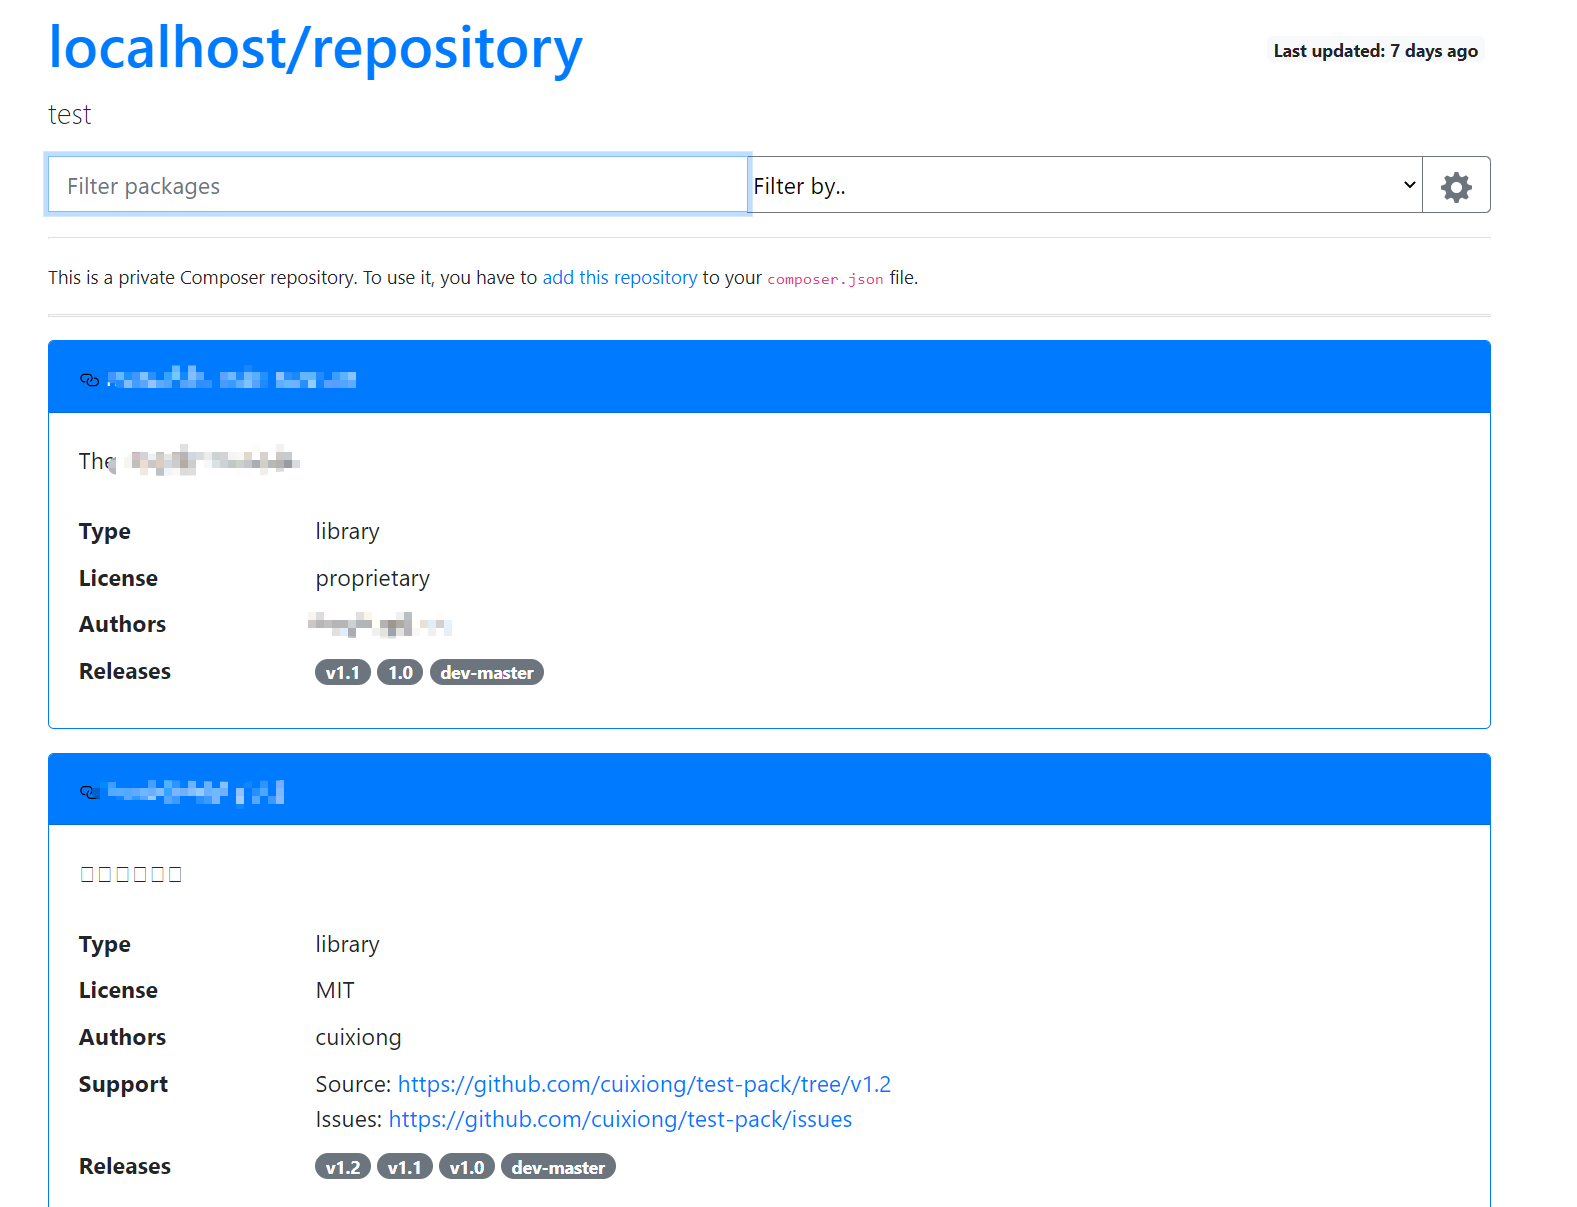 localhost/repository
Last updated: 7 days ago
test
Filter packages
Filter by..
This is a private Composer repository. To use it, you have to add this repository to your composer.json file.
The
Type library
License proprietary
Authors
Releases v1.1 1.0 dev-master
Type library
License MIT
Authors cuixiong
Support Source: https://github.com/cuixiong/test-pack/tree/v1.2
Issues: https://github.com/cuixiong/test-pack/issues
Releases v1.2 v1.1 v1.0 dev-master